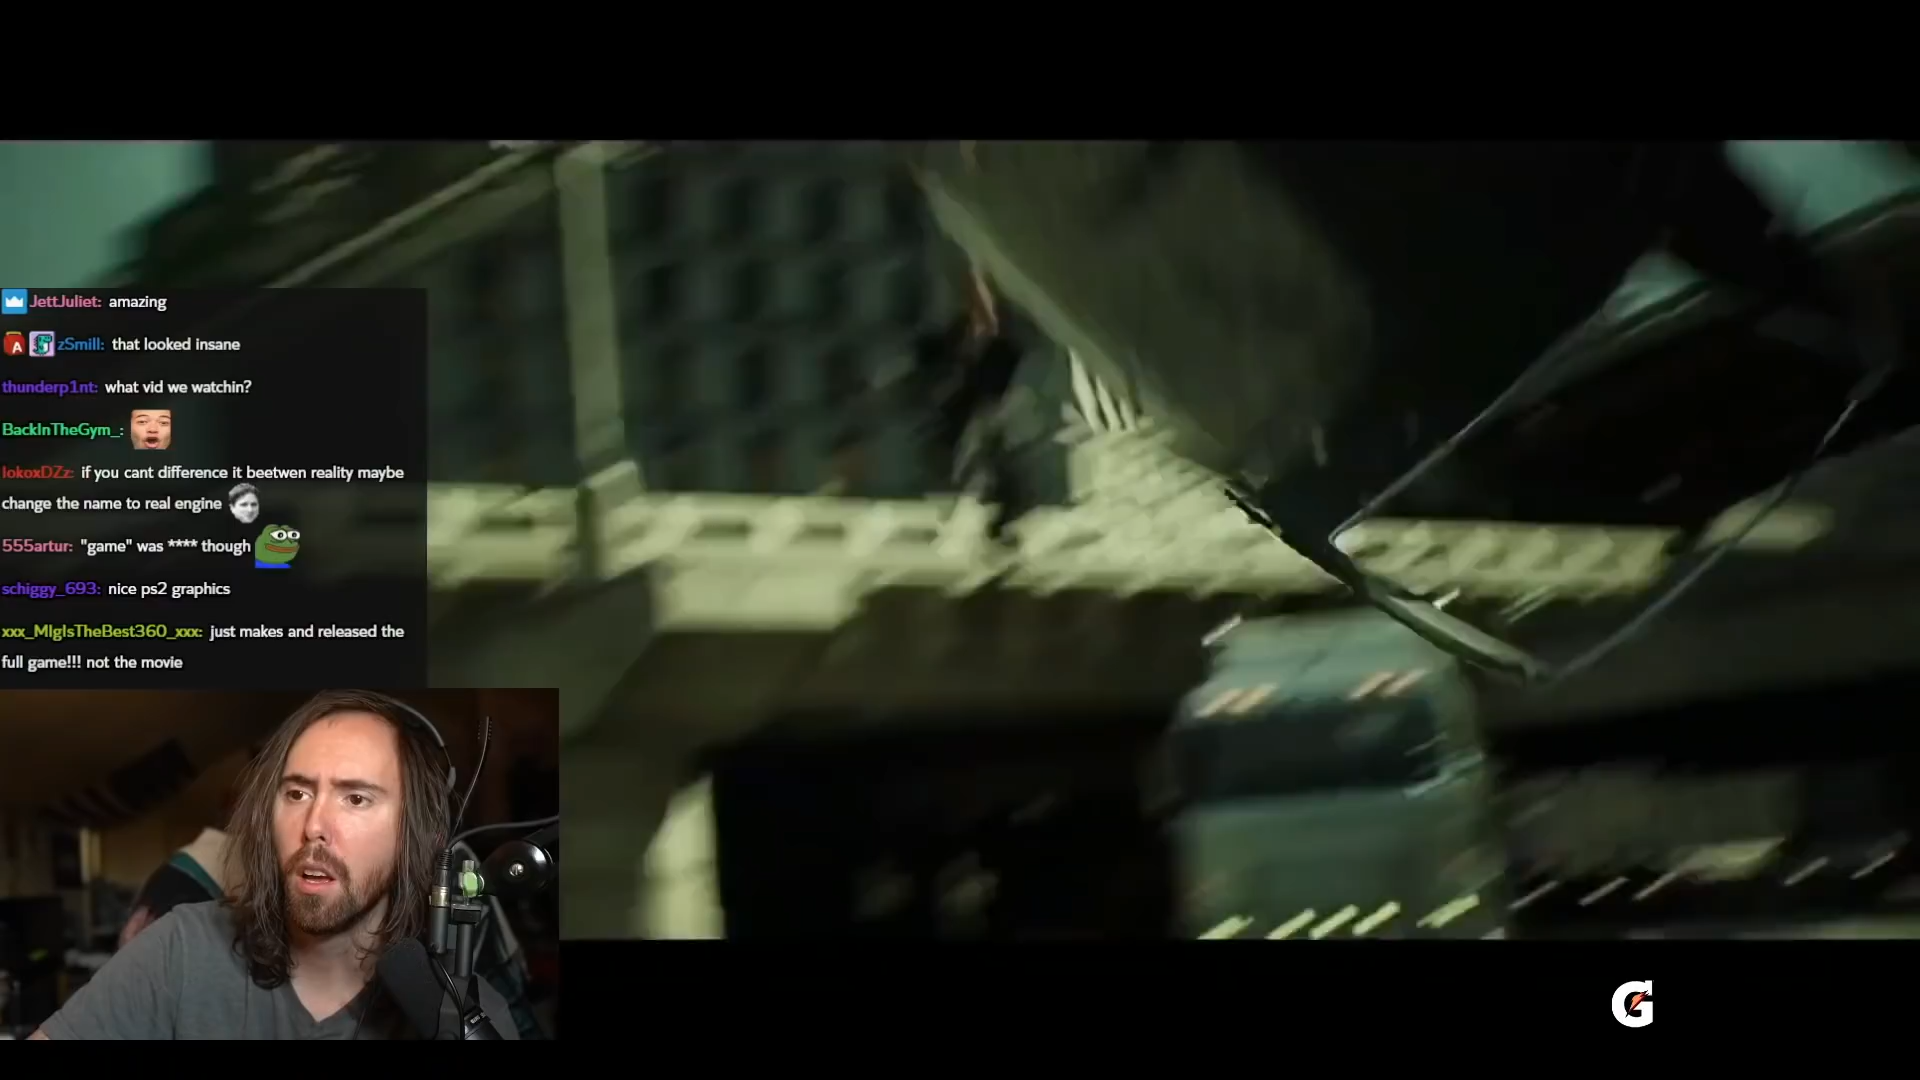 JettJuliet: amazing
zSmill: that looked insane
thunderp1nt: what vid we watchin?
BackInTheGym_:
lokoxDZz: if you cant difference it beetwen reality maybe
change the name to real engine
555artur: "game" was **** though
schiggy_693: nice ps2 graphics
xxx_MlgIsTheBest360_xxx: just makes and released the
full game!!! not the movie
G